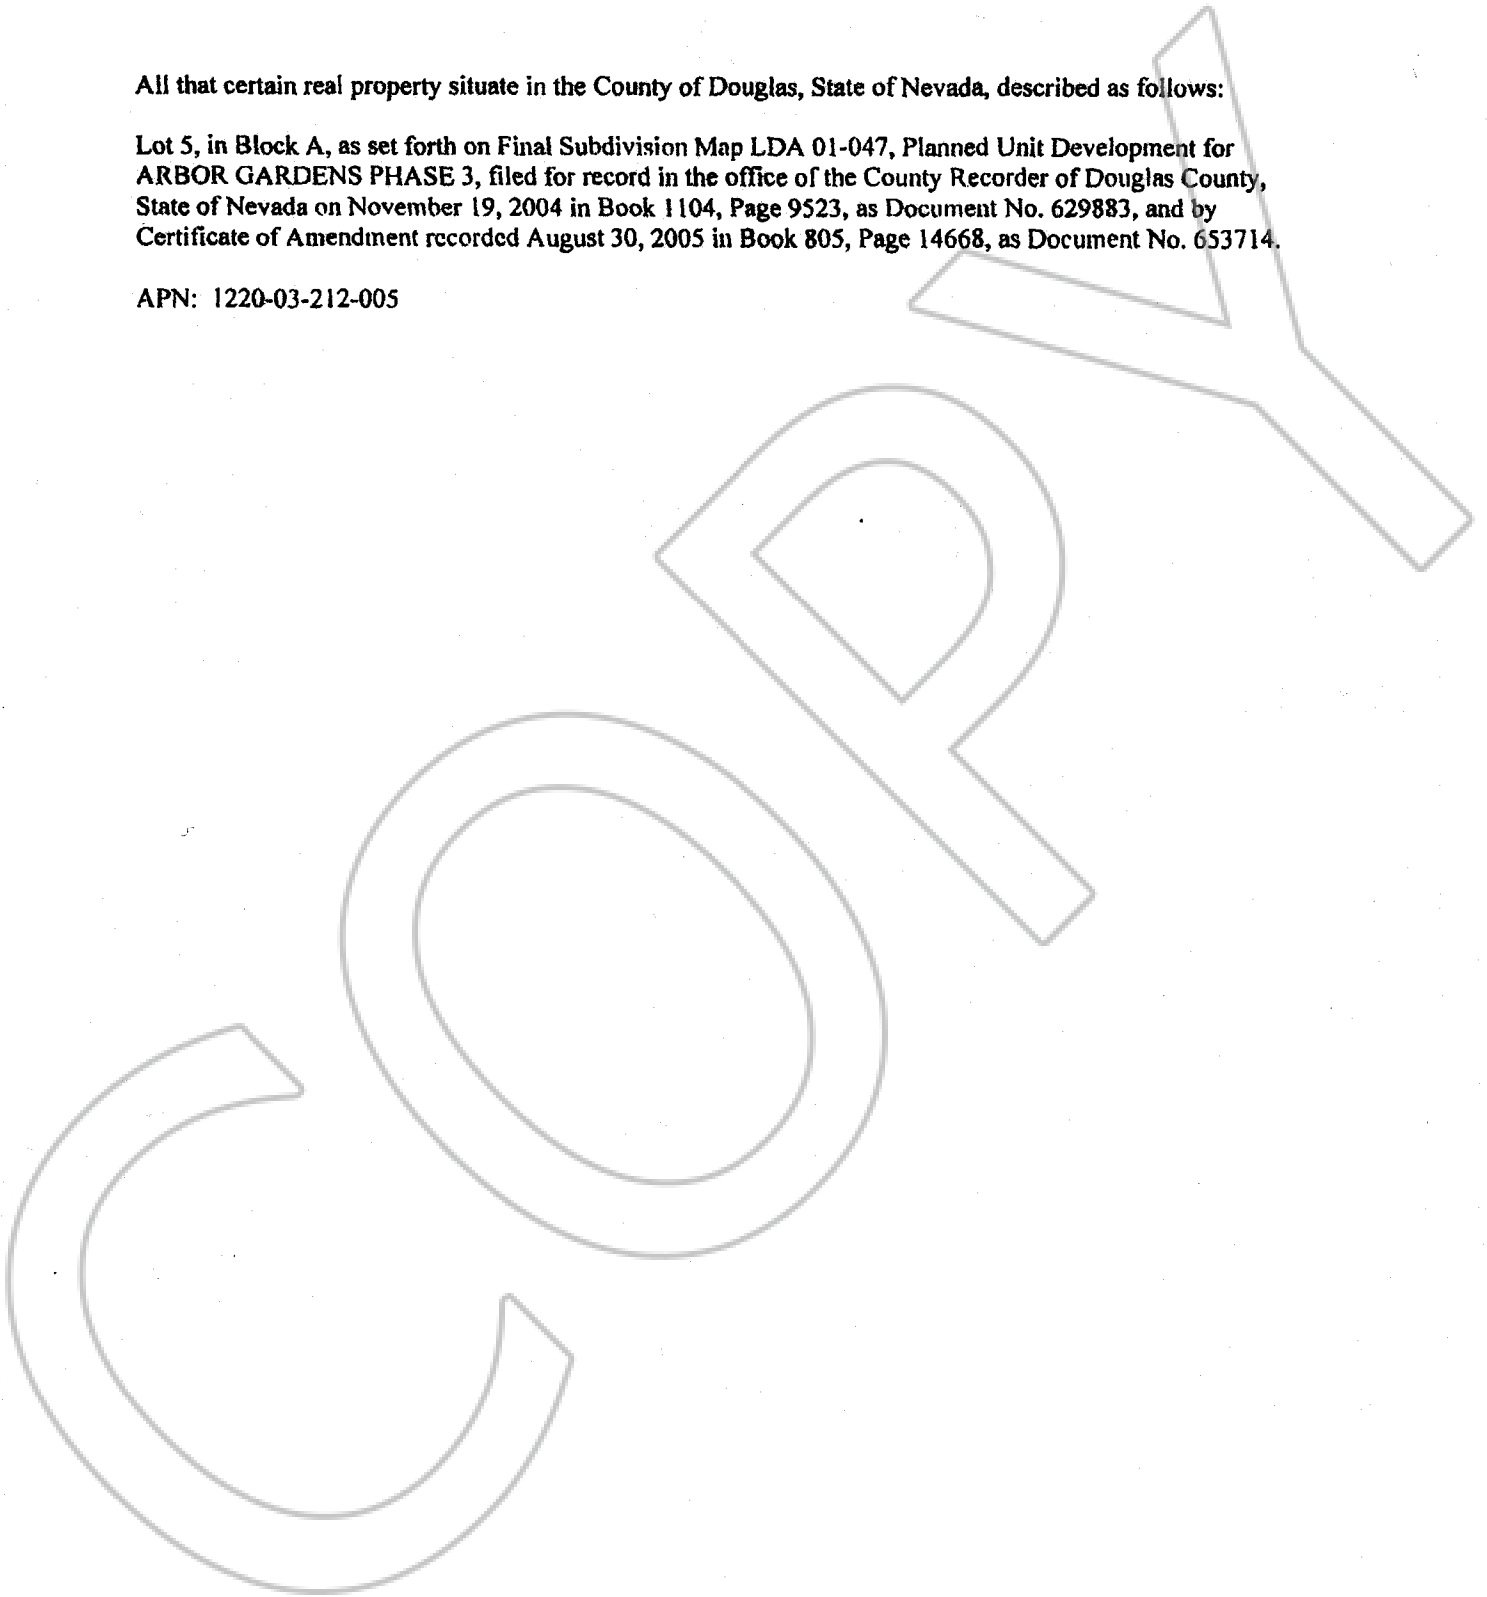 All that certain real property situate in the County of Douglas, State of Nevada, described as follows:
Lot 5, in Block A, as set forth on Final Subdivision Map LDA 01-047, Planned Unit Development for
ARBOR GARDENS PHASE 3, filed for record in the office of the County Recorder of Douglas County,
State of Nevada on November 19, 2004 in Book 1104, Page 9523, as Document No. 629883, and by
Certificate of Amendment recorded August 30, 2005 in Book 805, Page 14668, as Document No. 653714.
APN: 1220-03-212-005
COPY